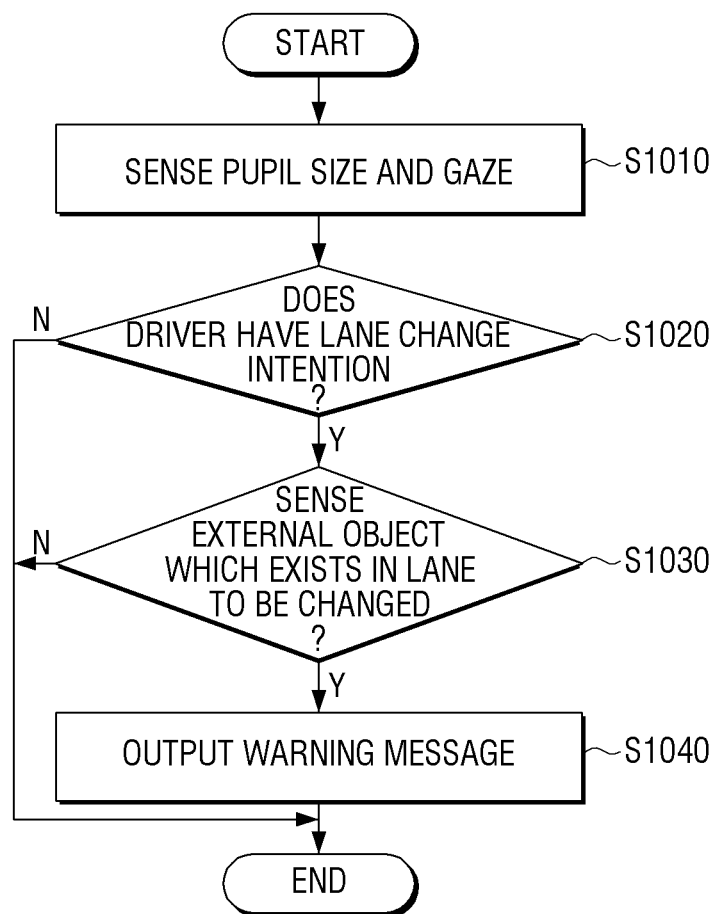 START
SENSE PUPIL SIZE AND GAZE
S1010
DOES
DRIVER HAVE LANE CHANGE
INTENTION
?
S1020
N
Y
SENSE
EXTERNAL OBJECT
WHICH EXISTS IN LANE
TO BE CHANGED
?
S1030
N
Y
OUTPUT WARNING MESSAGE
S1040
END